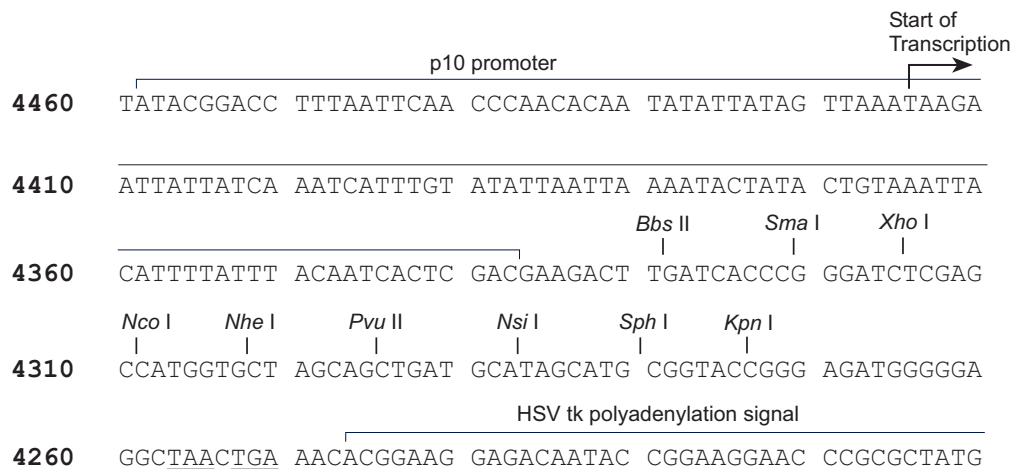 Start of
Transcription
p10 promoter
4460 TATACGGACC TTTAATTCAA CCCAACACAA TATATTATAG TTAAATAAGA
4410 ATTATTATCA AATCATTTGT ATATTAATTA AAATACTATA CTGTAAATTA
Bbs II Sma I Xho I
4360 CATTTTATTT ACAATCACTC GACGAAGACT TGATCACCCG GGATCTCGAG
Nco I Nhe I Pvu II Nsi I Sph I Kpn I
4310 CCATGGTGCT AGCAGCTGAT GCATAGCATG CGGTACCGGG AGATGGGGGA
HSV tk polyadenylation signal
4260 GGCTAACTGA AACACGGAAG GAGACAATAC CGGAAGGAAC CCGCGCTATG